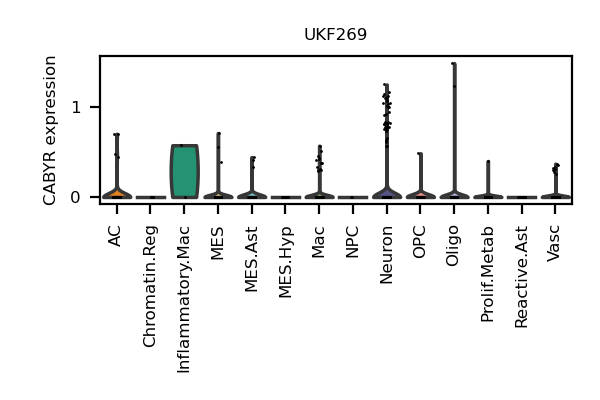 UKF269
CABYR expression
1
0
AC
Chromatin.Reg
Inflammatory.Mac
MES
MES.Ast
MES.Hyp
Mac
NPC
Neuron
OPC
Oligo
Prolif.Metab
Reactive.Ast
Vasc